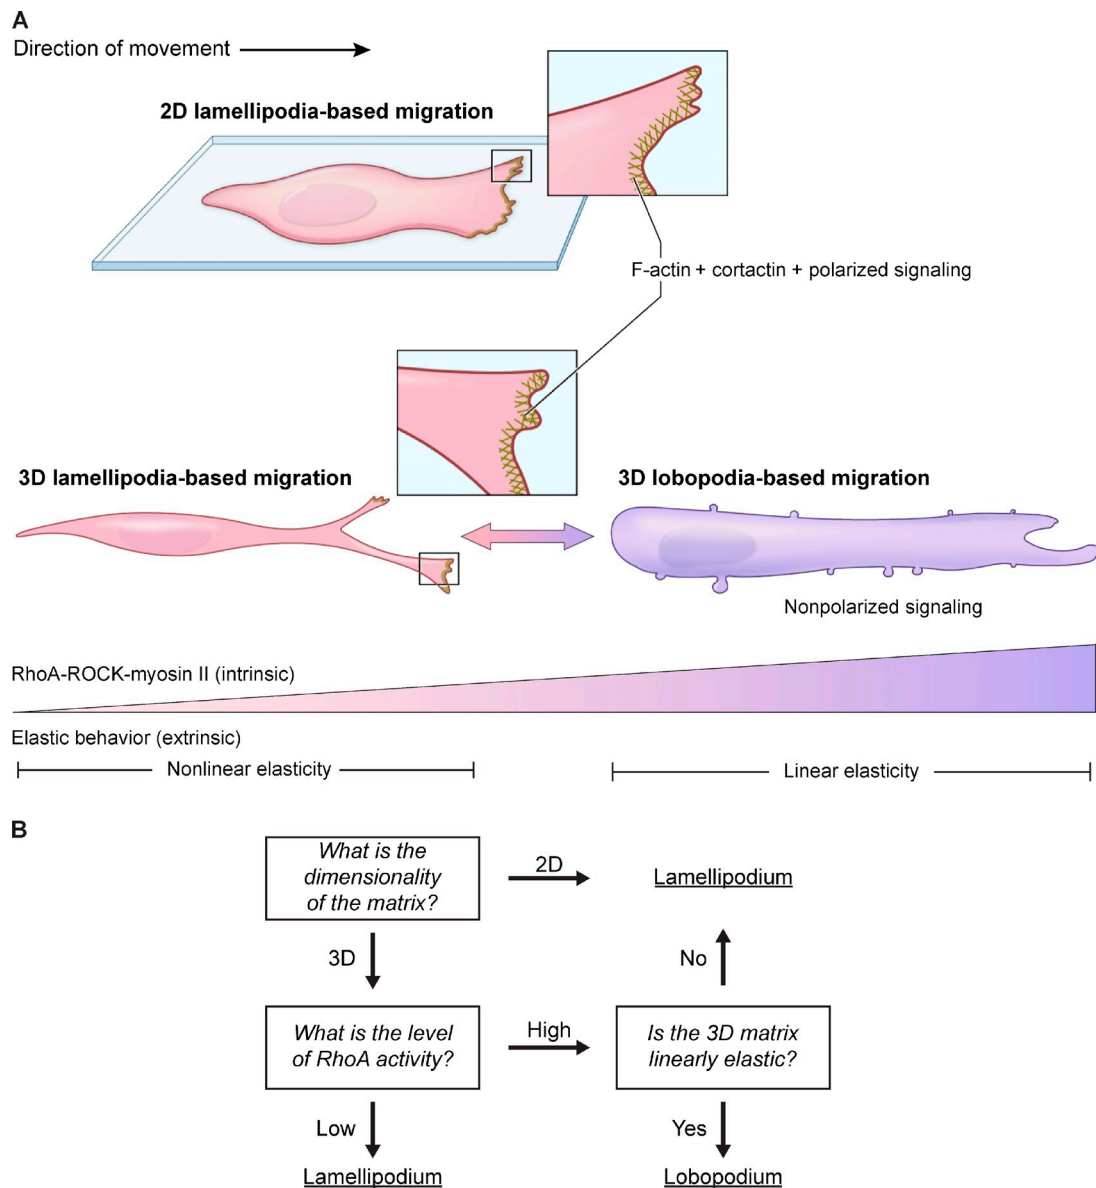 A
Direction of movement
2D lamellipodia-based migration
F-actin + cortactin + polarized signaling
3D lamellipodia-based migration
3D lobopodia-based migration
Nonpolarized signaling
RhoA-ROCK-myosin II (intrinsic)
Elastic behavior (extrinsic)
Nonlinear elasticity
Linear elasticity
B
What is the
dimensionality
of the matrix?
2D
Lamellipodium
3D
No
What is the level
of RhoA activity?
High
Is the 3D matrix
linearly elastic?
Low
Yes
Lamellipodium
Lobopodium